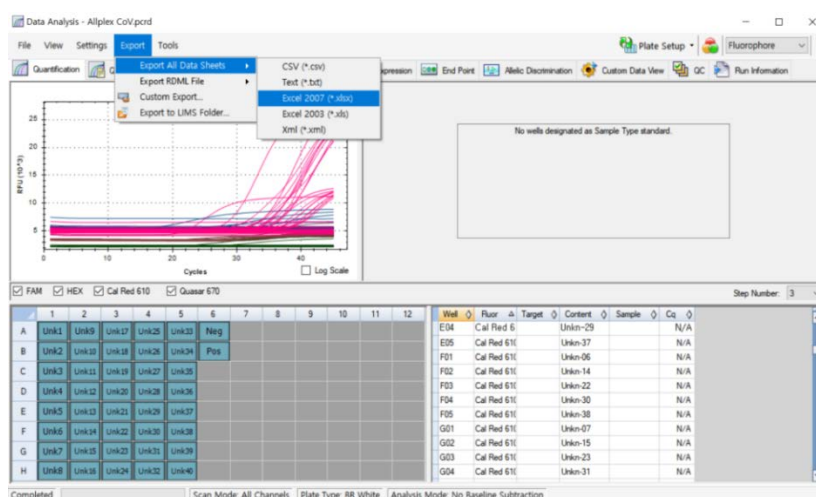 Data Analysis - Allplex CoV.pcrd
File View Settings Export Tools
Plate Setup
Fluorophore
Quantification
Export All Data Sheets
Export RDML File
Custom Export...
Export to LIMS Folder...
CSV (*.csv)
Text (*.txt)
Excel 2007 (*.xlsx)
Excel 2003 (*.xls)
Xml (*.xml)
End Point
Allelic Discrimination
Custom Data View
QC
Run Information
No wells designated as Sample Type standard.
RFU (10^3)
25
20
15
10
5
0 10 20 30 40
Cycles
Log Scale
FAM HEX Cal Red 610 Quasar 670
Step Number: 3
1 2 3 4 5 6 7 8 9 10 11 12
A Unk1 Unk9 Unk17 Unk25 Unk33 Neg
B Unk2 Unk10 Unk18 Unk26 Unk34 Pos
C Unk3 Unk11 Unk19 Unk27 Unk35
D Unk4 Unk12 Unk20 Unk28 Unk36
E Unk5 Unk13 Unk21 Unk29 Unk37
F Unk6 Unk14 Unk22 Unk30 Unk38
G Unk7 Unk15 Unk23 Unk31 Unk39
H Unk8 Unk16 Unk24 Unk32 Unk40
Well Fluor Target Content Sample Cq
E04 Cal Red 6 Unkn-29 N/A
E05 Cal Red 610 Unkn-37 N/A
F01 Cal Red 610 Unkn-06 N/A
F02 Cal Red 610 Unkn-14 N/A
F03 Cal Red 610 Unkn-22 N/A
F04 Cal Red 610 Unkn-30 N/A
F05 Cal Red 610 Unkn-38 N/A
G01 Cal Red 610 Unkn-07 N/A
G02 Cal Red 610 Unkn-15 N/A
G03 Cal Red 610 Unkn-23 N/A
G04 Cal Red 610 Unkn-31 N/A
Completed
Scan Mode: All Channels
Plate Type: BR White
Analysis Mode: No Baseline Subtraction